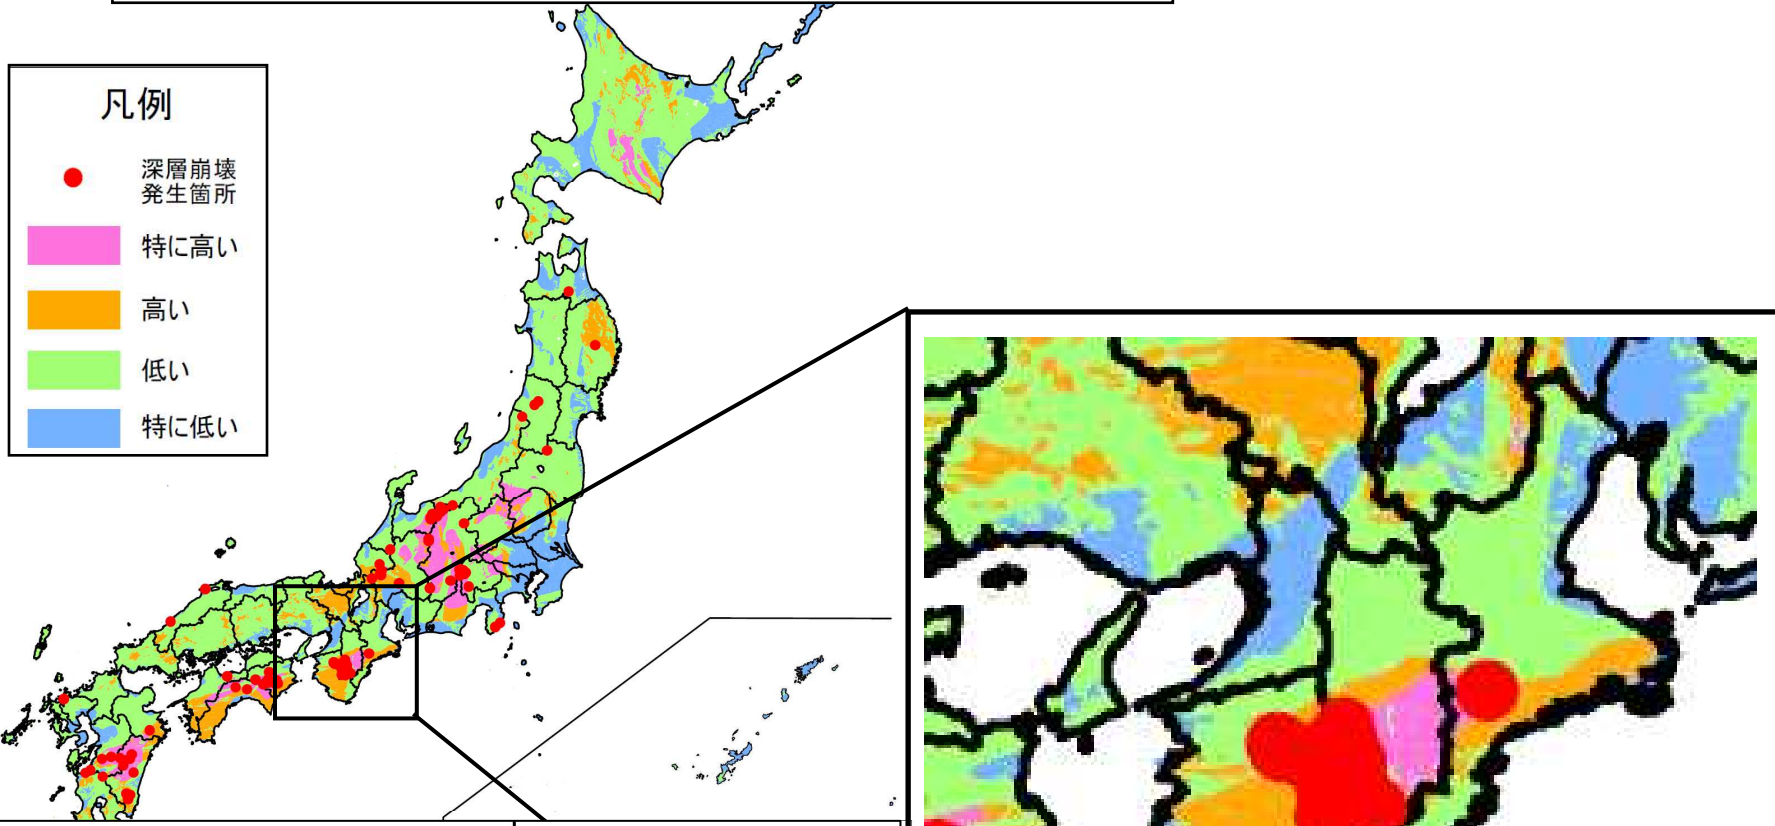 凡例
深層崩壊
発生箇所
特に高い
高い
低い
特に低い